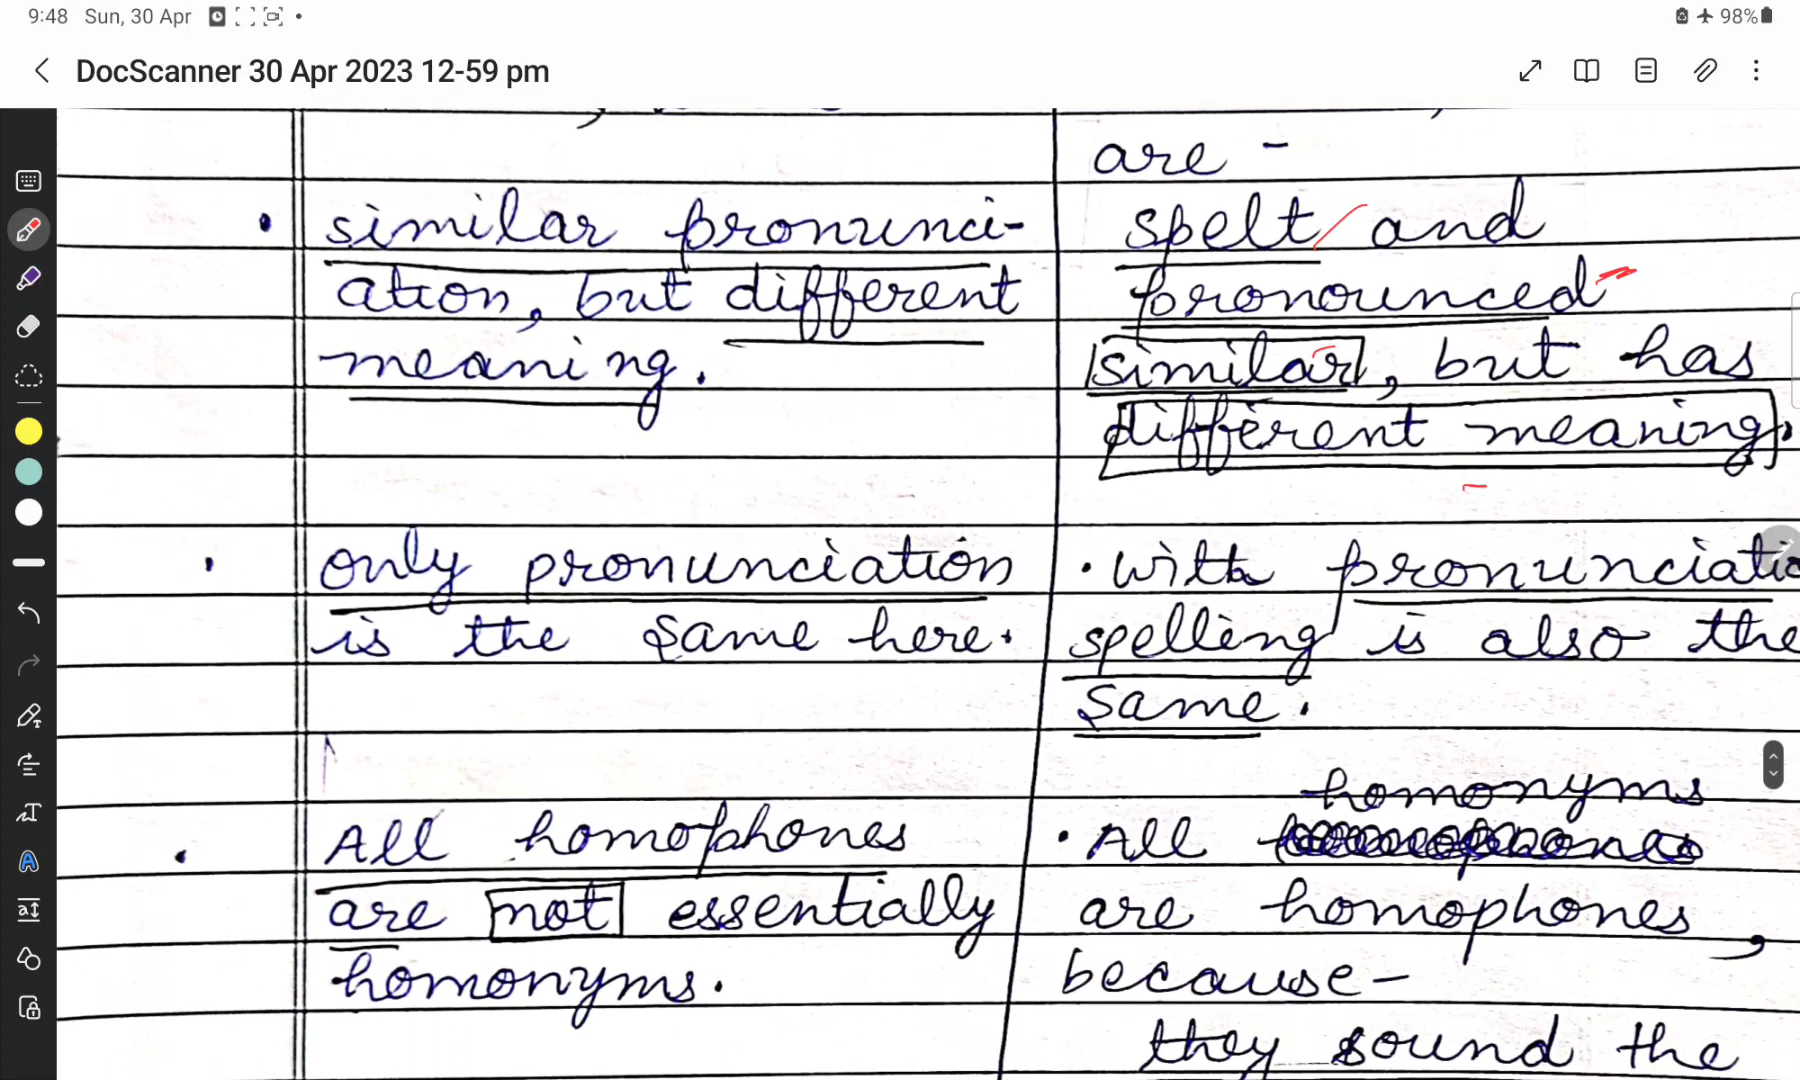 9:48 Sun, 30 Apr
98%
DocScanner 30 Apr 2023 12-59 pm
are -
• similar pronunci-
ation, but different
meaning.
spelt and
pronounced
similar, but has
different meaning.
• only pronunciation
is the same here.
• with pronunciatio
spelling is also the
same.
• All homophones
are not essentially
homonyms.
homonyms
• All
are homophones,
because -
they sound the